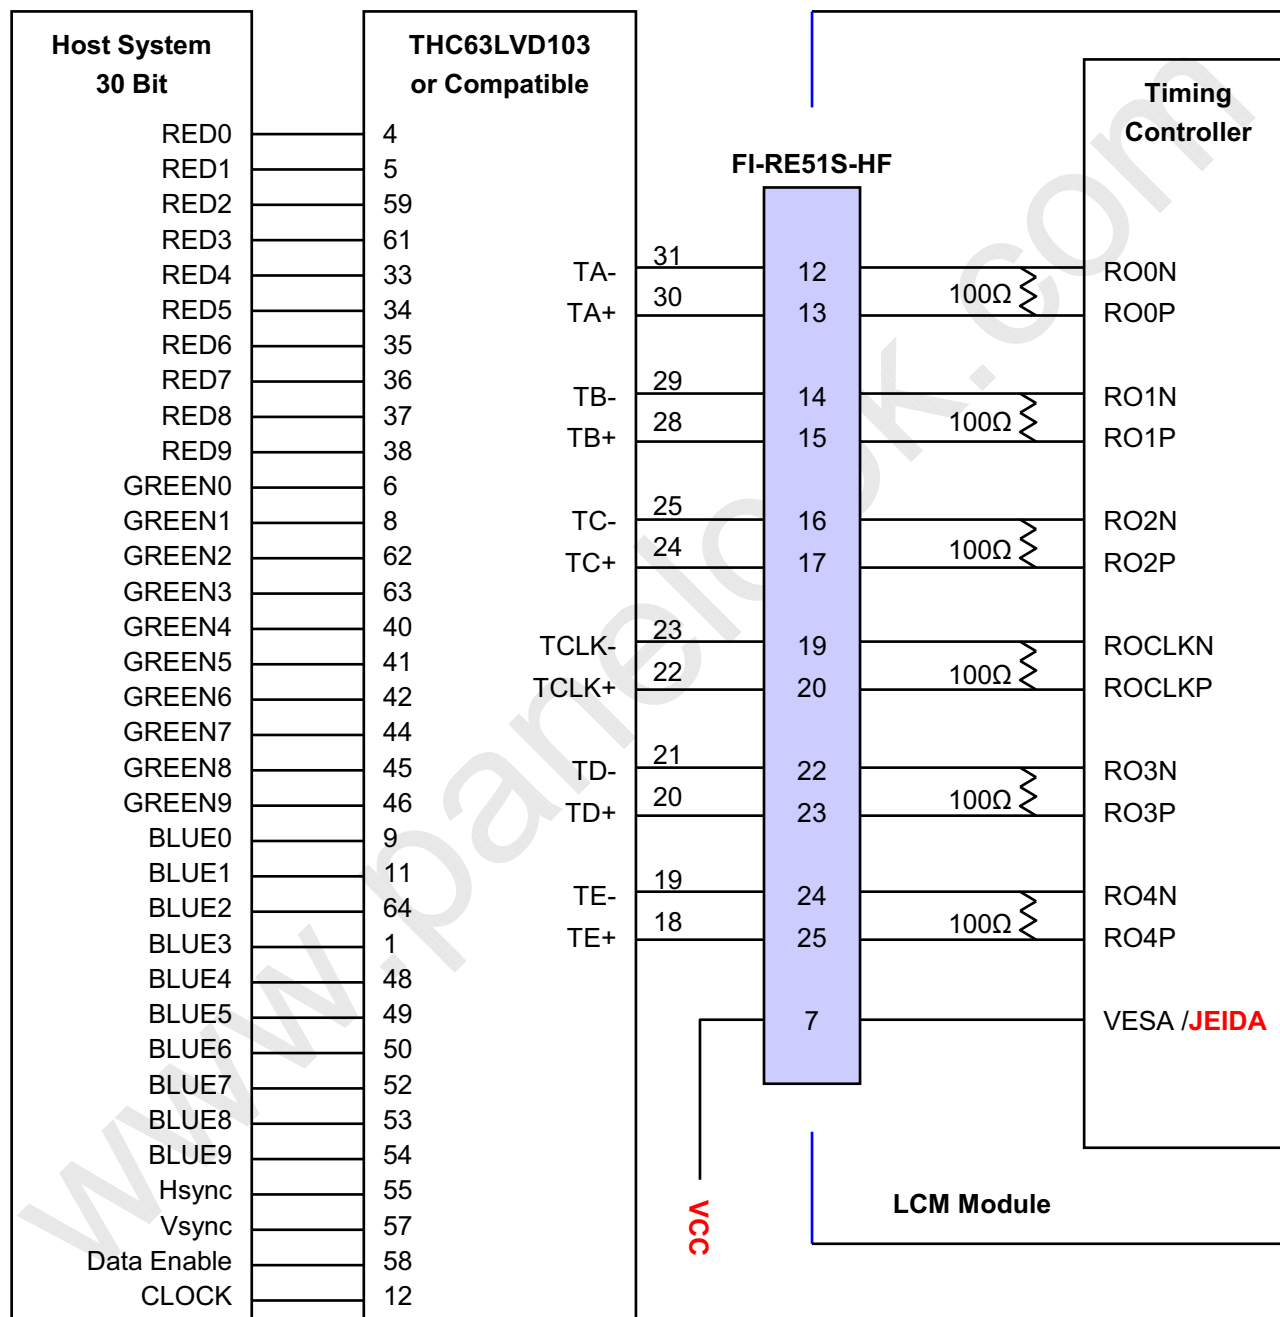 Host System
30 Bit
RED0
RED1
RED2
RED3
RED4
RED5
RED6
RED7
RED8
RED9
GREEN0
GREEN1
GREEN2
GREEN3
GREEN4
GREEN5
GREEN6
GREEN7
GREEN8
GREEN9
BLUE0
BLUE1
BLUE2
BLUE3
BLUE4
BLUE5
BLUE6
BLUE7
BLUE8
BLUE9
Hsync
Vsync
Data Enable
CLOCK
THC63LVD103
or Compatible
4
5
59
61
33
34
35
36
37
38
6
8
62
63
40
41
42
44
45
46
9
11
64
1
48
49
50
52
53
54
55
57
58
12
TA-
TA+
TB-
TB+
TC-
TC+
TCLK-
TCLK+
TD-
TD+
TE-
TE+
31
30
29
28
25
24
23
22
21
20
19
18
FI-RE51S-HF
12
13
14
15
16
17
19
20
22
23
24
25
7
VCC
100Ω
100Ω
100Ω
100Ω
100Ω
100Ω
Timing
Controller
RO0N
RO0P
RO1N
RO1P
RO2N
RO2P
ROCLKN
ROCLKP
RO3N
RO3P
RO4N
RO4P
VESA /JEIDA
LCM Module
www.panelook.com